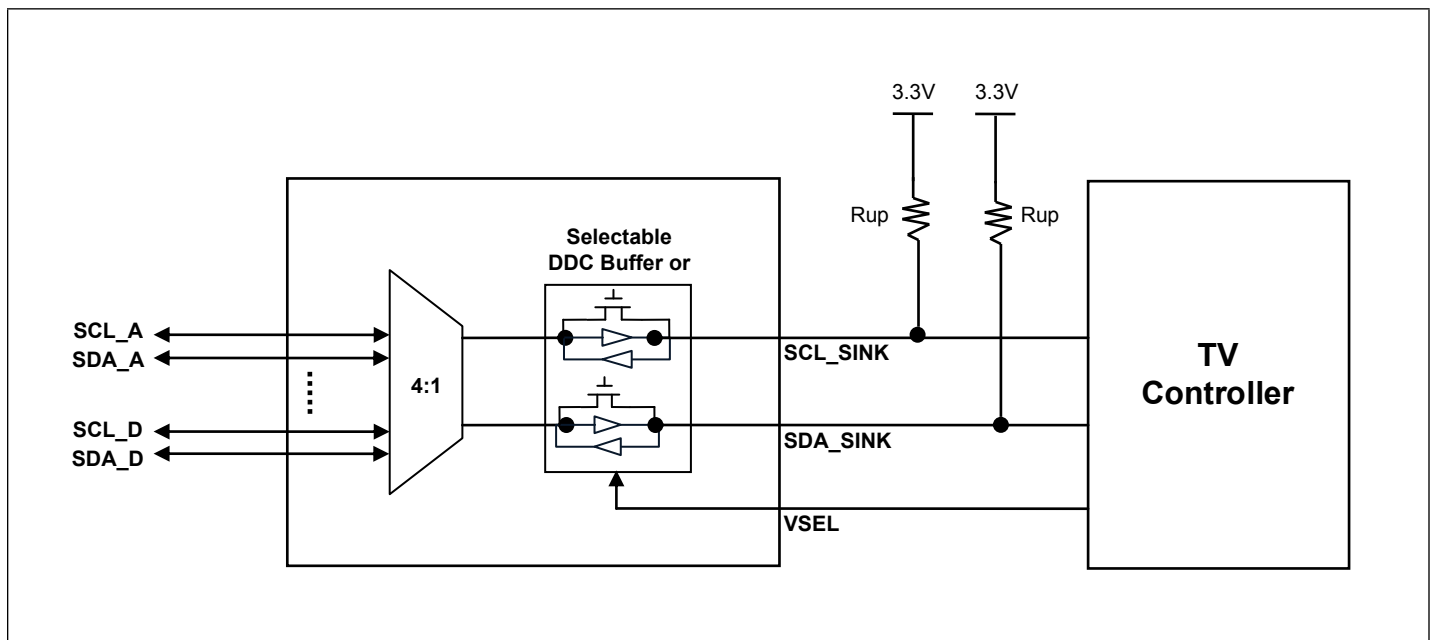 3.3V 3.3V
Rup Rup
Selectable
DDC Buffer or
SCL_A
SDA_A
4:1
SCL_D
SDA_D
SCL_SINK
SDA_SINK
VSEL
TV
Controller